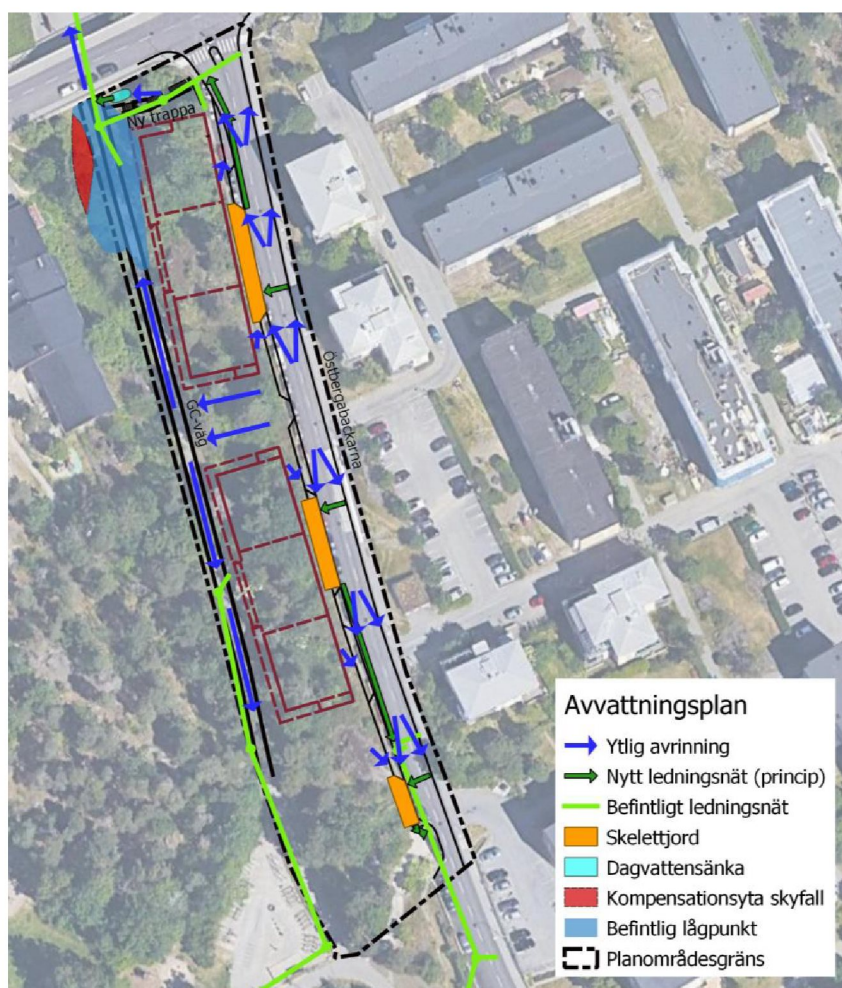 Ny trappa
Östbergabackarna
GC-väg
Avvattningsplan
Ytlig avrinning
Nytt ledningsnät (princip)
Befintligt ledningsnät
Skelettjord
Dagvattensänka
Kompensationsyta skyfall
Befintlig lågpunkt
Planområdesgräns